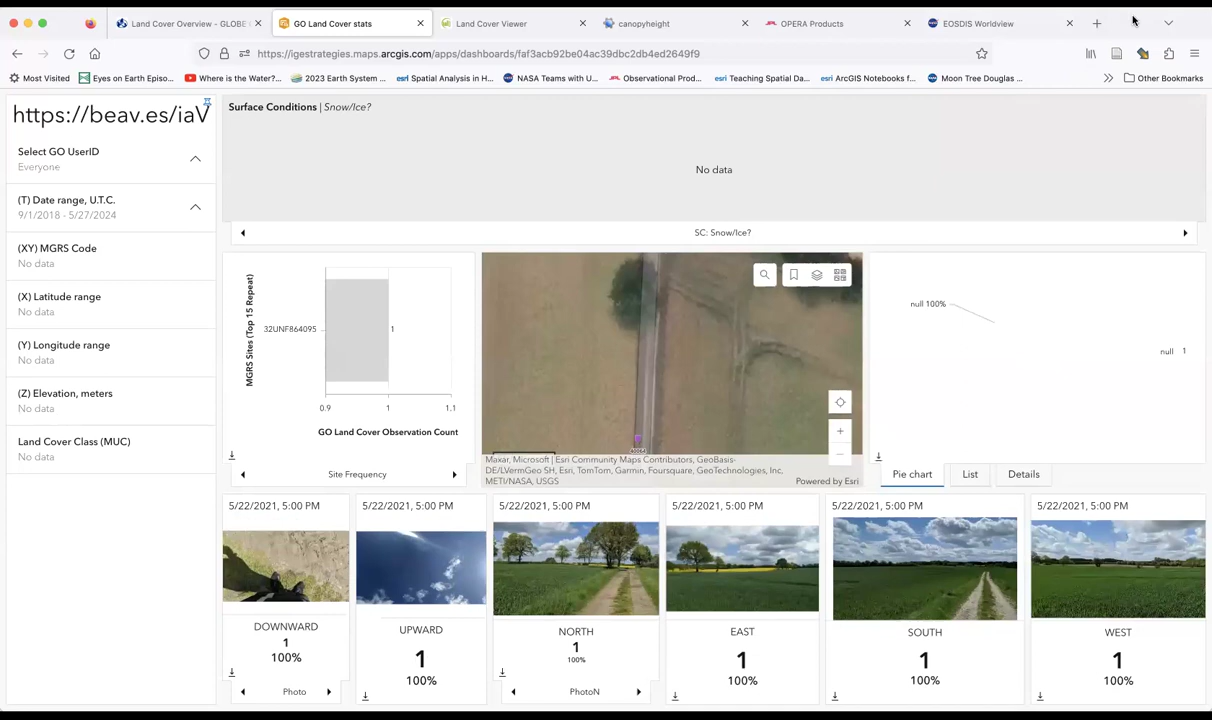 Land Cover Overview - GLOBE
GO Land Cover stats
Land Cover Viewer
canopyheight
OPERA Products
EOSDIS Worldview
https://igestrategies.maps.arcgis.com/apps/dashboards/faf3acb92be04ac39dbc2db4ed2649f9
Most Visited
Eyes on Earth Episo...
Where is the Water?...
2023 Earth System ...
esri Spatial Analysis in H...
NASA Teams with U...
Observational Prod...
esri Teaching Spatial Da...
esri ArcGIS Notebooks f...
Moon Tree Douglas ...
Other Bookmarks
https://beav.es/iaV
Select GO UserID
Everyone
(T) Date range, U.T.C.
9/1/2018 - 5/27/2024
(XY) MGRS Code
No data
(X) Latitude range
No data
(Y) Longitude range
No data
(Z) Elevation, meters
No data
Land Cover Class (MUC)
No data
Surface Conditions | Snow/Ice?
No data
SC: Snow/Ice?
MGRS Sites (Top 15 Repeat)
32UNF864095
1
0.9
1
1.1
GO Land Cover Observation Count
Site Frequency
Maxar, Microsoft | Esri Community Maps Contributors, GeoBasis-
DE/LVermGeo SH, Esri, TomTom, Garmin, Foursquare, GeoTechnologies, Inc,
METI/NASA, USGS
Powered by Esri
null 100%
null 1
Pie chart
List
Details
5/22/2021, 5:00 PM
DOWNWARD
1
100%
Photo
5/22/2021, 5:00 PM
UPWARD
1
100%
5/22/2021, 5:00 PM
NORTH
1
100%
PhotoN
5/22/2021, 5:00 PM
EAST
1
100%
5/22/2021, 5:00 PM
SOUTH
1
100%
5/22/2021, 5:00 PM
WEST
1
100%